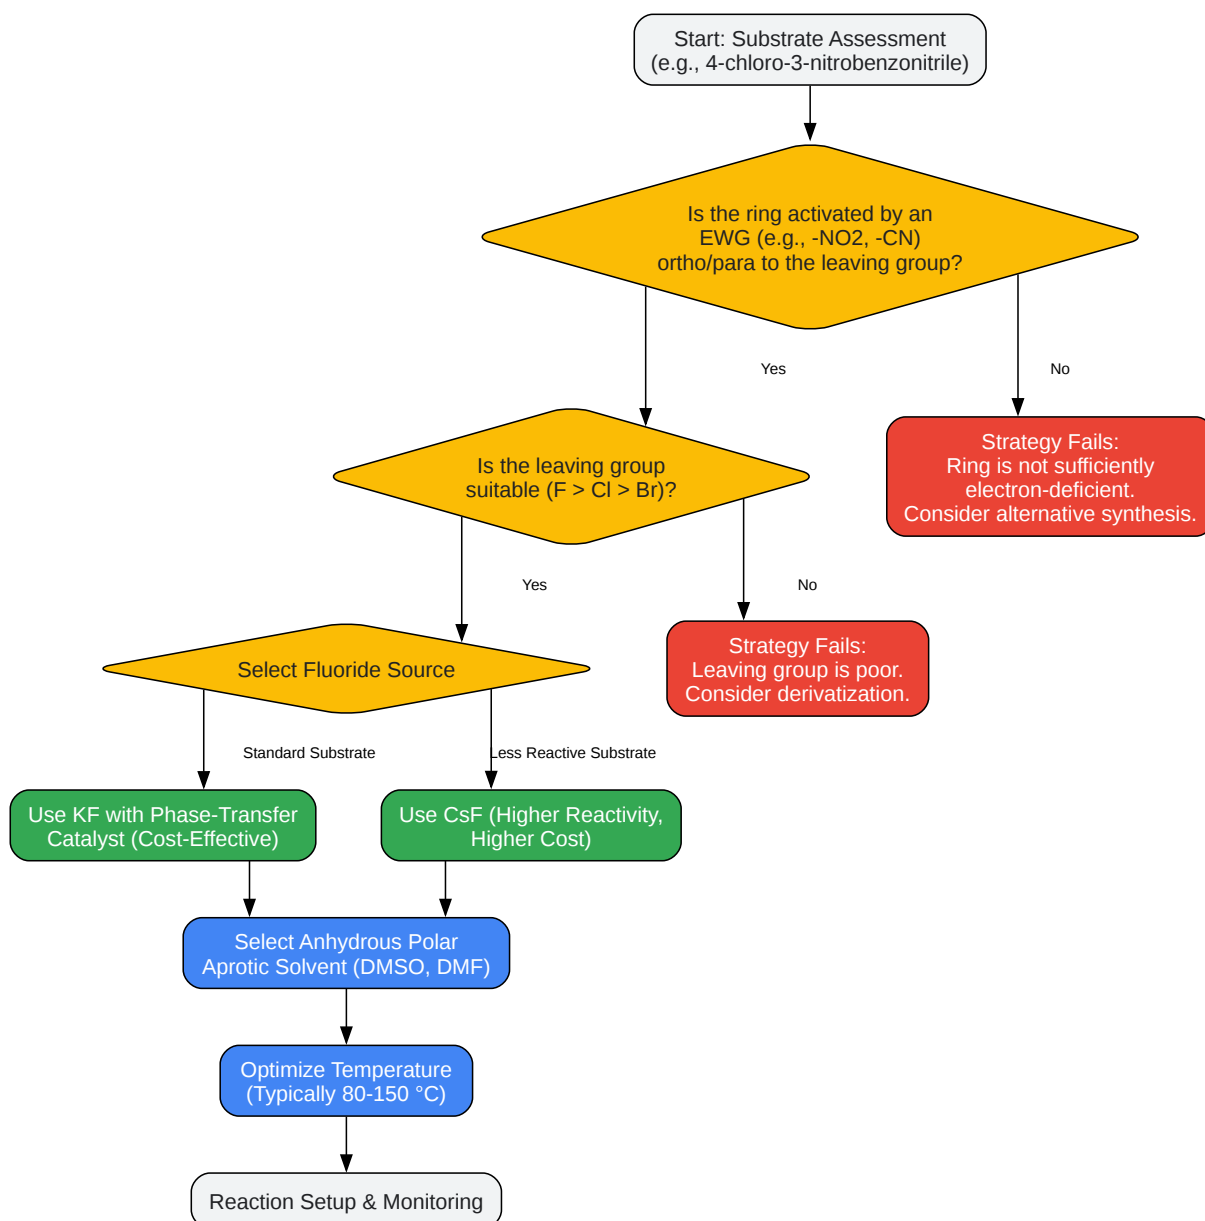 Start: Substrate Assessment
(e.g., 4-chloro-3-nitrobenzonitrile)
Is the ring activated by an
EWG (e.g., -NO2, -CN)
ortho/para to the leaving group?
Yes
No
Is the leaving group
suitable (F > Cl > Br)?
Strategy Fails:
Ring is not sufficiently
electron-deficient.
Consider alternative synthesis.
Yes
No
Select Fluoride Source
Strategy Fails:
Leaving group is poor.
Consider derivatization.
Standard Substrate
Less Reactive Substrate
Use KF with Phase-Transfer
Catalyst (Cost-Effective)
Use CsF (Higher Reactivity,
Higher Cost)
Select Anhydrous Polar
Aprotic Solvent (DMSO, DMF)
Optimize Temperature
(Typically 80-150 °C)
Reaction Setup & Monitoring